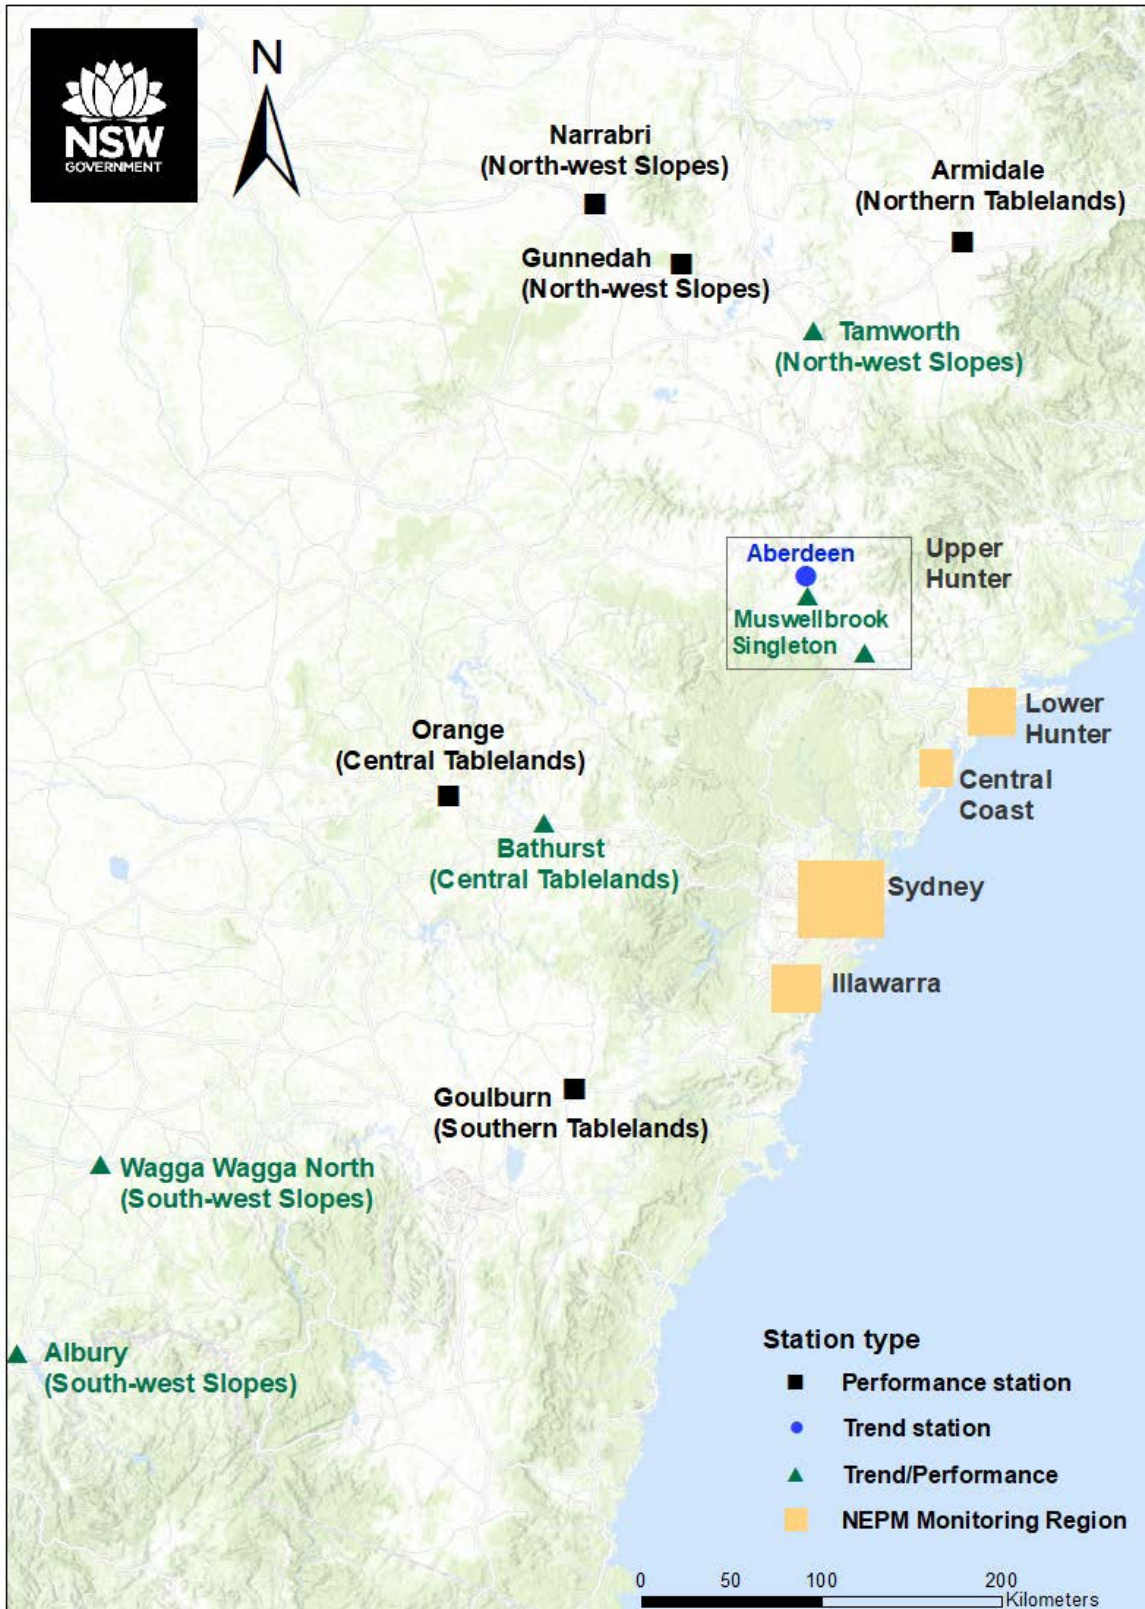 NSW
GOVERNMENT
N
Narrabri
(North-west Slopes)
Armidale
(Northern Tablelands)
Gunnedah
(North-west Slopes)
Tamworth
(North-west Slopes)
Aberdeen
Upper
Hunter
Muswellbrook
Singleton
Lower
Hunter
Orange
(Central Tablelands)
Central
Coast
Bathurst
(Central Tablelands)
Sydney
Illawarra
Goulburn
(Southern Tablelands)
Wagga Wagga North
(South-west Slopes)
Albury
(South-west Slopes)
Station type
Performance station
Trend station
Trend/Performance
NEPM Monitoring Region
0 50 100 200
Kilometers